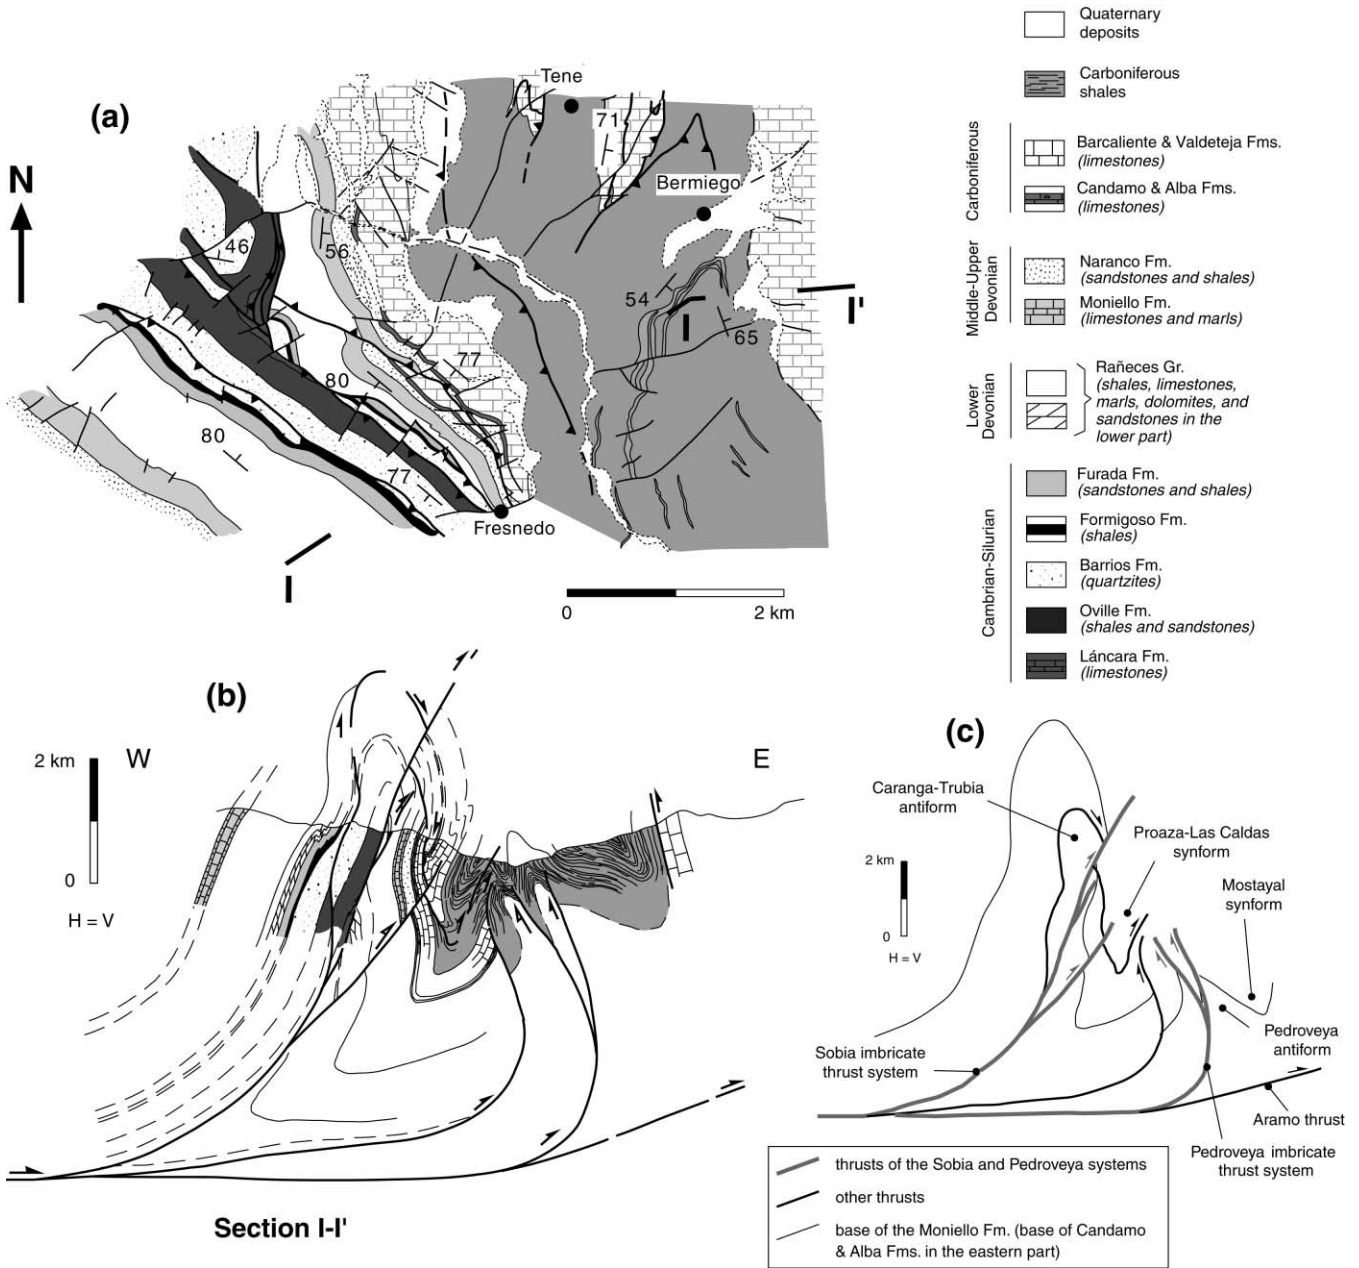 (a)
N
Tene
71
Bermiego
46
56
54
I
I'
65
77
80
80
77
Fresnedo
I
0
2 km
Quaternary
deposits
Carboniferous
shales
Carboniferous
Barcaliente & Valdeteja Fms.
(limestones)
Candamo & Alba Fms.
(limestones)
Middle-Upper
Devonian
Naranco Fm.
(sandstones and shales)
Moniello Fm.
(limestones and marls)
Lower
Devonian
Rañeces Gr.
(shales, limestones,
marls, dolomites, and
sandstones in the
lower part)
Cambrian-Silurian
Furada Fm.
(sandstones and shales)
Formigoso Fm.
(shales)
Barrios Fm.
(quartzites)
Oville Fm.
(shales and sandstones)
Láncara Fm.
(limestones)
(b)
2 km
0
H = V
W
E
Section I-I'
(c)
Caranga-Trubia
antiform
Proaza-Las Caldas
synform
Mostayal
synform
2 km
0
H = V
Pedroveya
antiform
Sobia imbricate
thrust system
Aramo thrust
Pedroveya imbricate
thrust system
thrusts of the Sobia and Pedroveya systems
other thrusts
base of the Moniello Fm. (base of Candamo
& Alba Fms. in the eastern part)